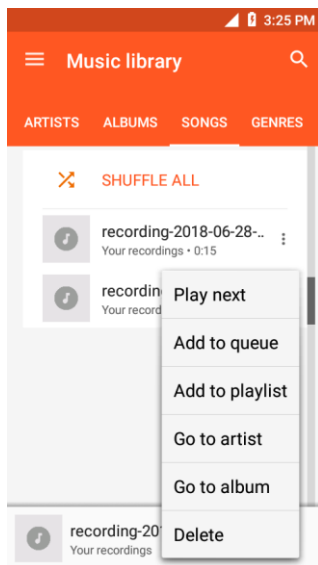 3:25 PM
Music library
ARTISTS ALBUMS SONGS GENRES
SHUFFLE ALL
recording-2018-06-28-..
Your recordings • 0:15
recordin
Your record
Play next
Add to queue
Add to playlist
Go to artist
Go to album
Delete
recording-20
Your recordings